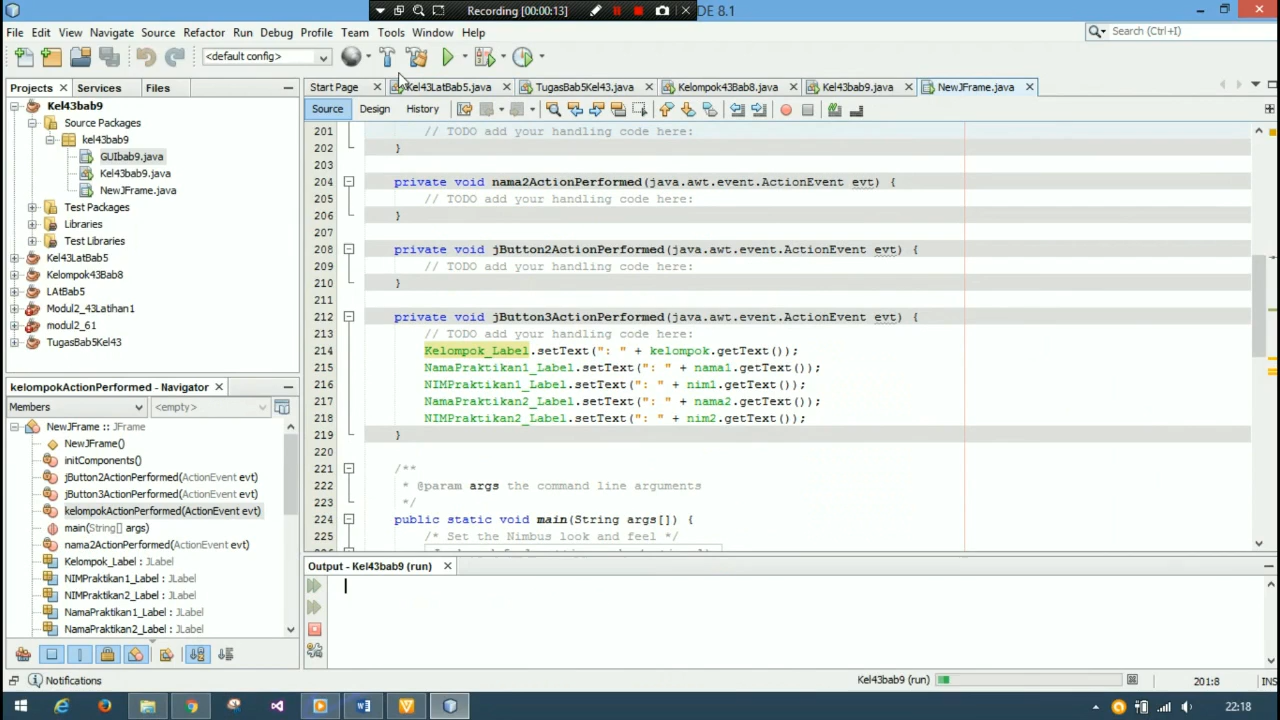 Recording [00:00:13]
DE 8.1
File Edit View Navigate Source Refactor Run Debug Profile Team Tools Window Help
Search (Ctrl+I)
<default config>
Projects Services Files
Start Page Kel43LatBab5.java TugasBab5Kel43.java Kelompok43Bab8.java Kel43bab9.java NewJFrame.java
Source Design History
Kel43bab9
Source Packages
kel43bab9
GUIbab9.java
Kel43bab9.java
NewJFrame.java
Test Packages
Libraries
Test Libraries
Kel43LatBab5
Kelompok43Bab8
LAtBab5
Modul2_43Latihan1
modul2_61
TugasBab5Kel43
201 // TODO add your handling code here:
202 }
203
204 private void nama2ActionPerformed(java.awt.event.ActionEvent evt) {
205 // TODO add your handling code here:
206 }
207
208 private void jButton2ActionPerformed(java.awt.event.ActionEvent evt) {
209 // TODO add your handling code here:
210 }
211
212 private void jButton3ActionPerformed(java.awt.event.ActionEvent evt) {
213 // TODO add your handling code here:
214 Kelompok_Label.setText(": " + kelompok.getText());
215 NamaPraktikan1_Label.setText(": " + nama1.getText());
216 NIMPraktikan1_Label.setText(": " + nim1.getText());
217 NamaPraktikan2_Label.setText(": " + nama2.getText());
218 NIMPraktikan2_Label.setText(": " + nim2.getText());
219 }
220
221 /**
222 * @param args the command line arguments
223 */
224 public static void main(String args[]) {
225 /* Set the Nimbus look and feel */
kelompokActionPerformed - Navigator
Members <empty>
NewJFrame :: JFrame
NewJFrame()
initComponents()
jButton2ActionPerformed(ActionEvent evt)
jButton3ActionPerformed(ActionEvent evt)
kelompokActionPerformed(ActionEvent evt)
main(String[] args)
nama2ActionPerformed(ActionEvent evt)
Kelompok_Label : JLabel
NIMPraktikan1_Label : JLabel
NIMPraktikan2_Label : JLabel
NamaPraktikan1_Label : JLabel
NamaPraktikan2_Label : JLabel
Output - Kel43bab9 (run)
Notifications
Kel43bab9 (run)
201:8
INS
22:18